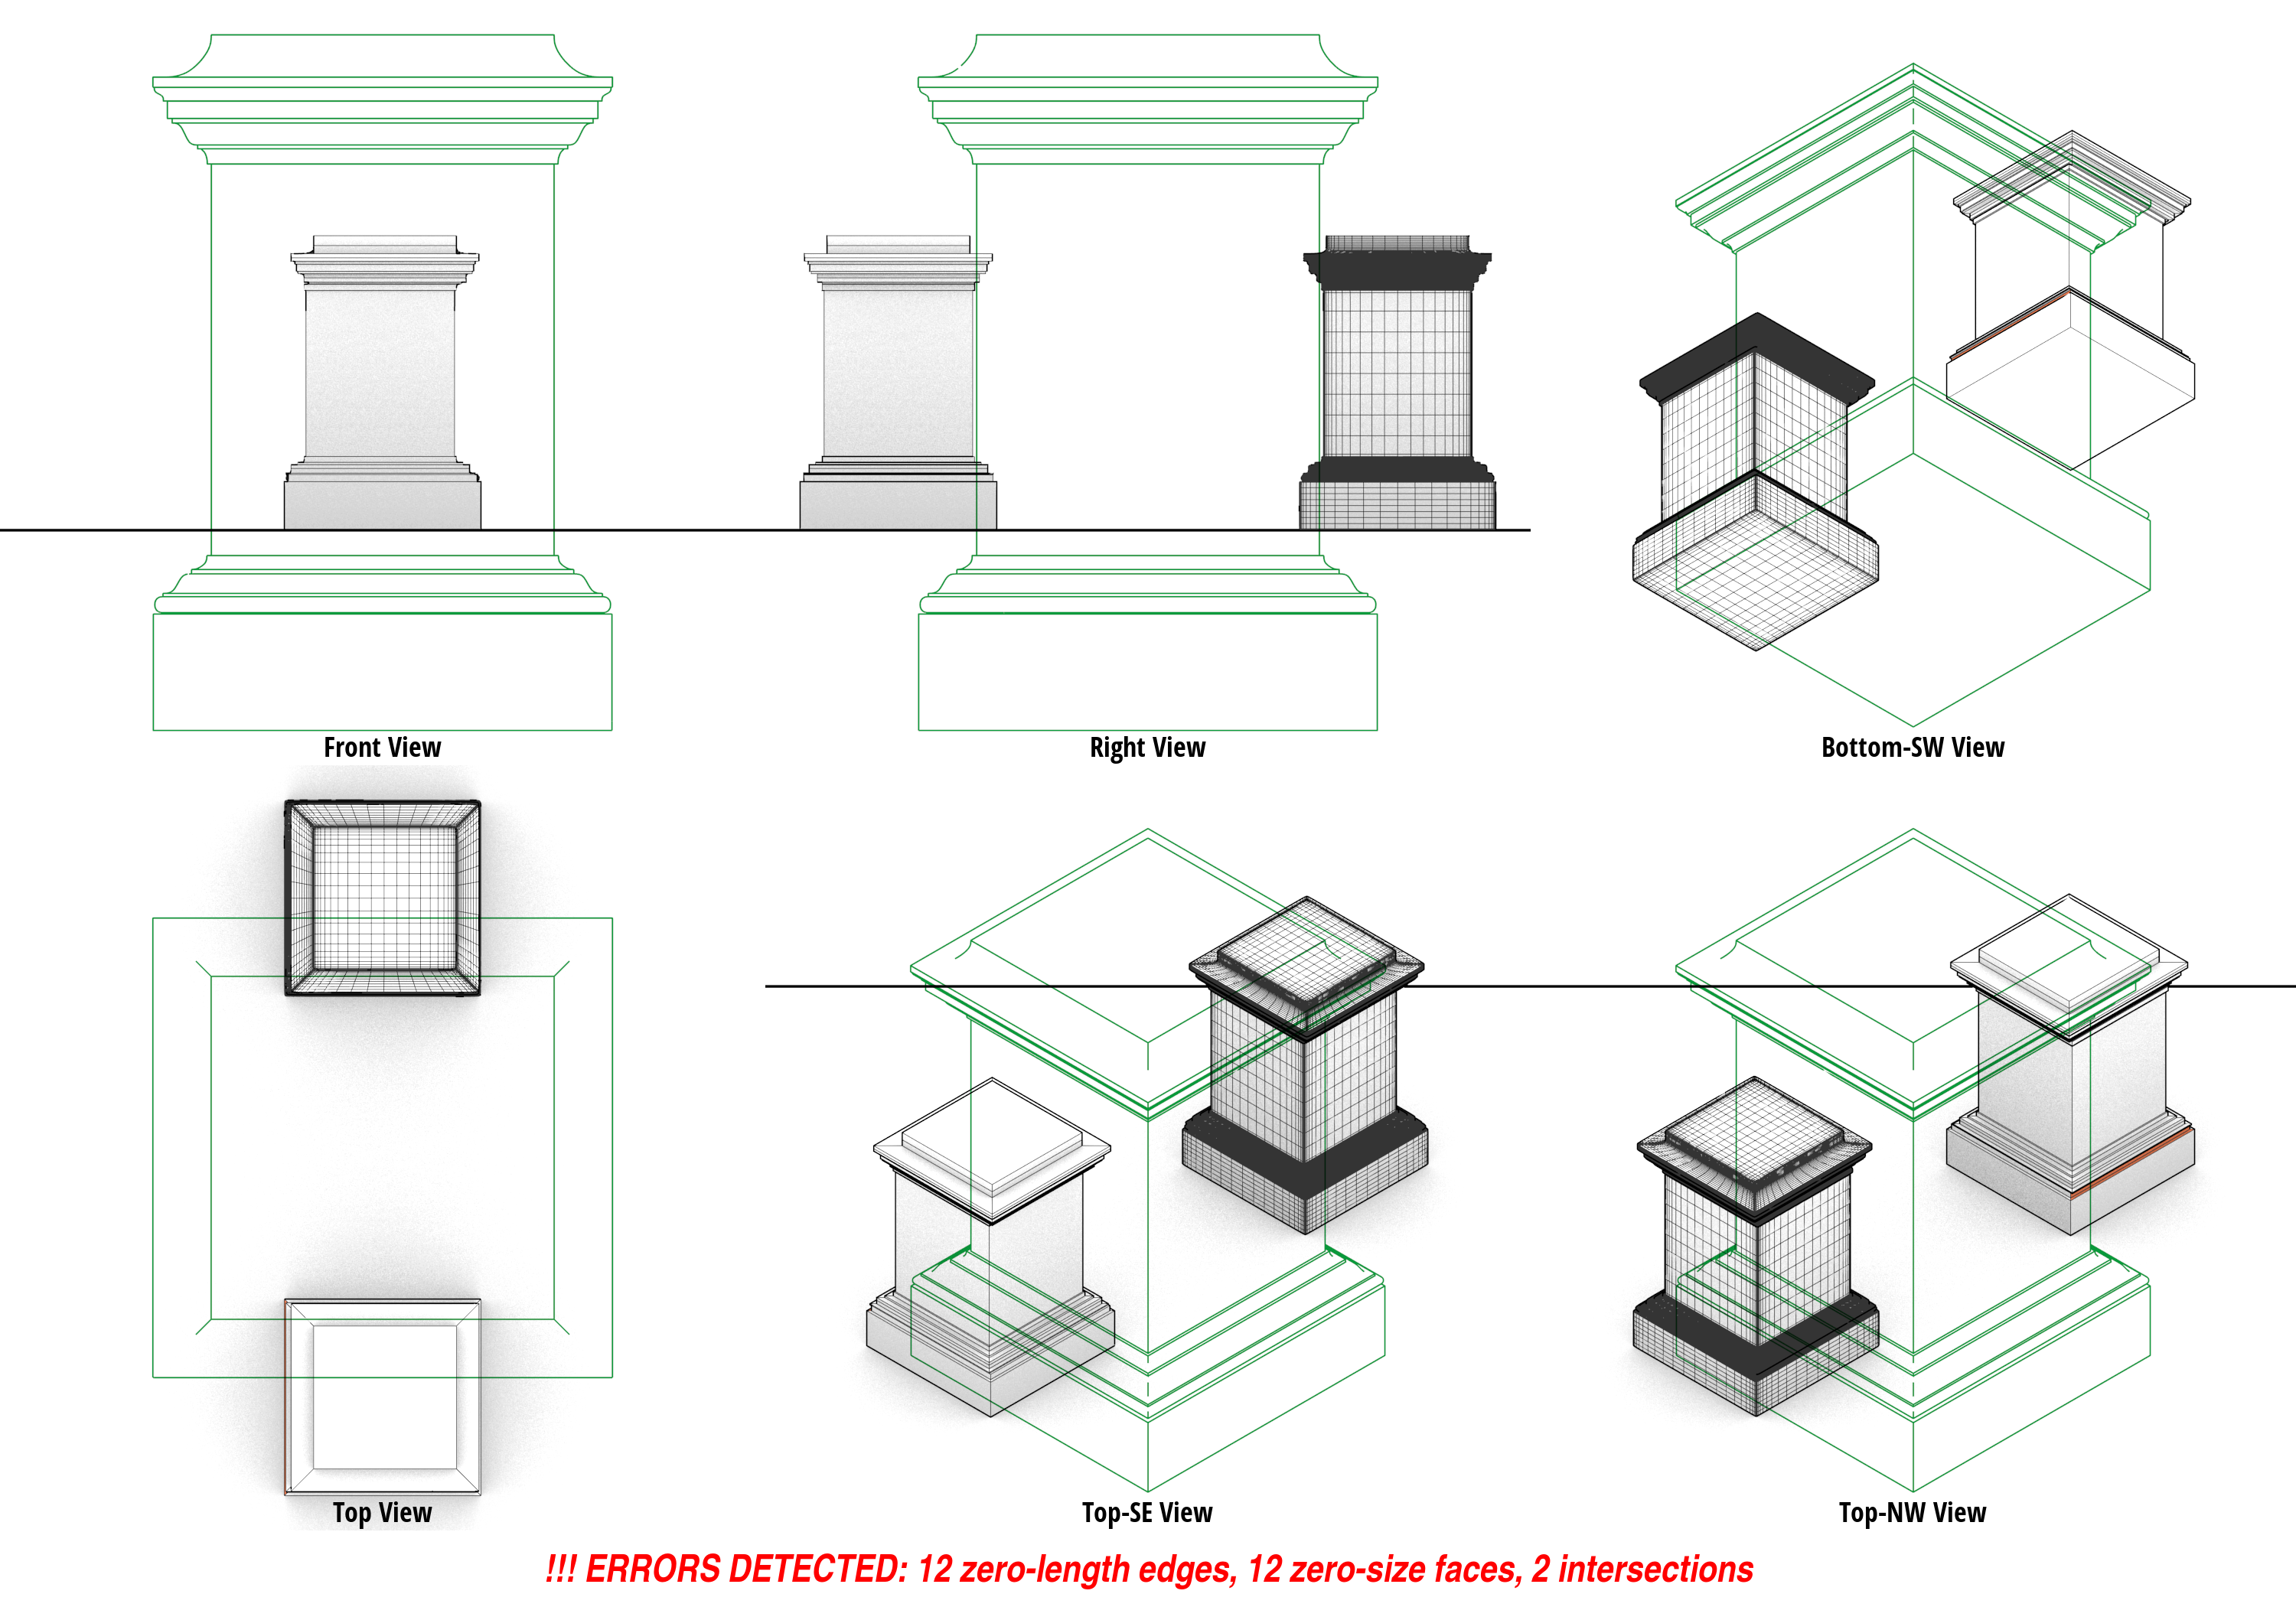 Front View
Right View
Bottom-SW View
Top View
Top-SE View
Top-NW View
!!! ERRORS DETECTED: 12 zero-length edges, 12 zero-size faces, 2 intersections